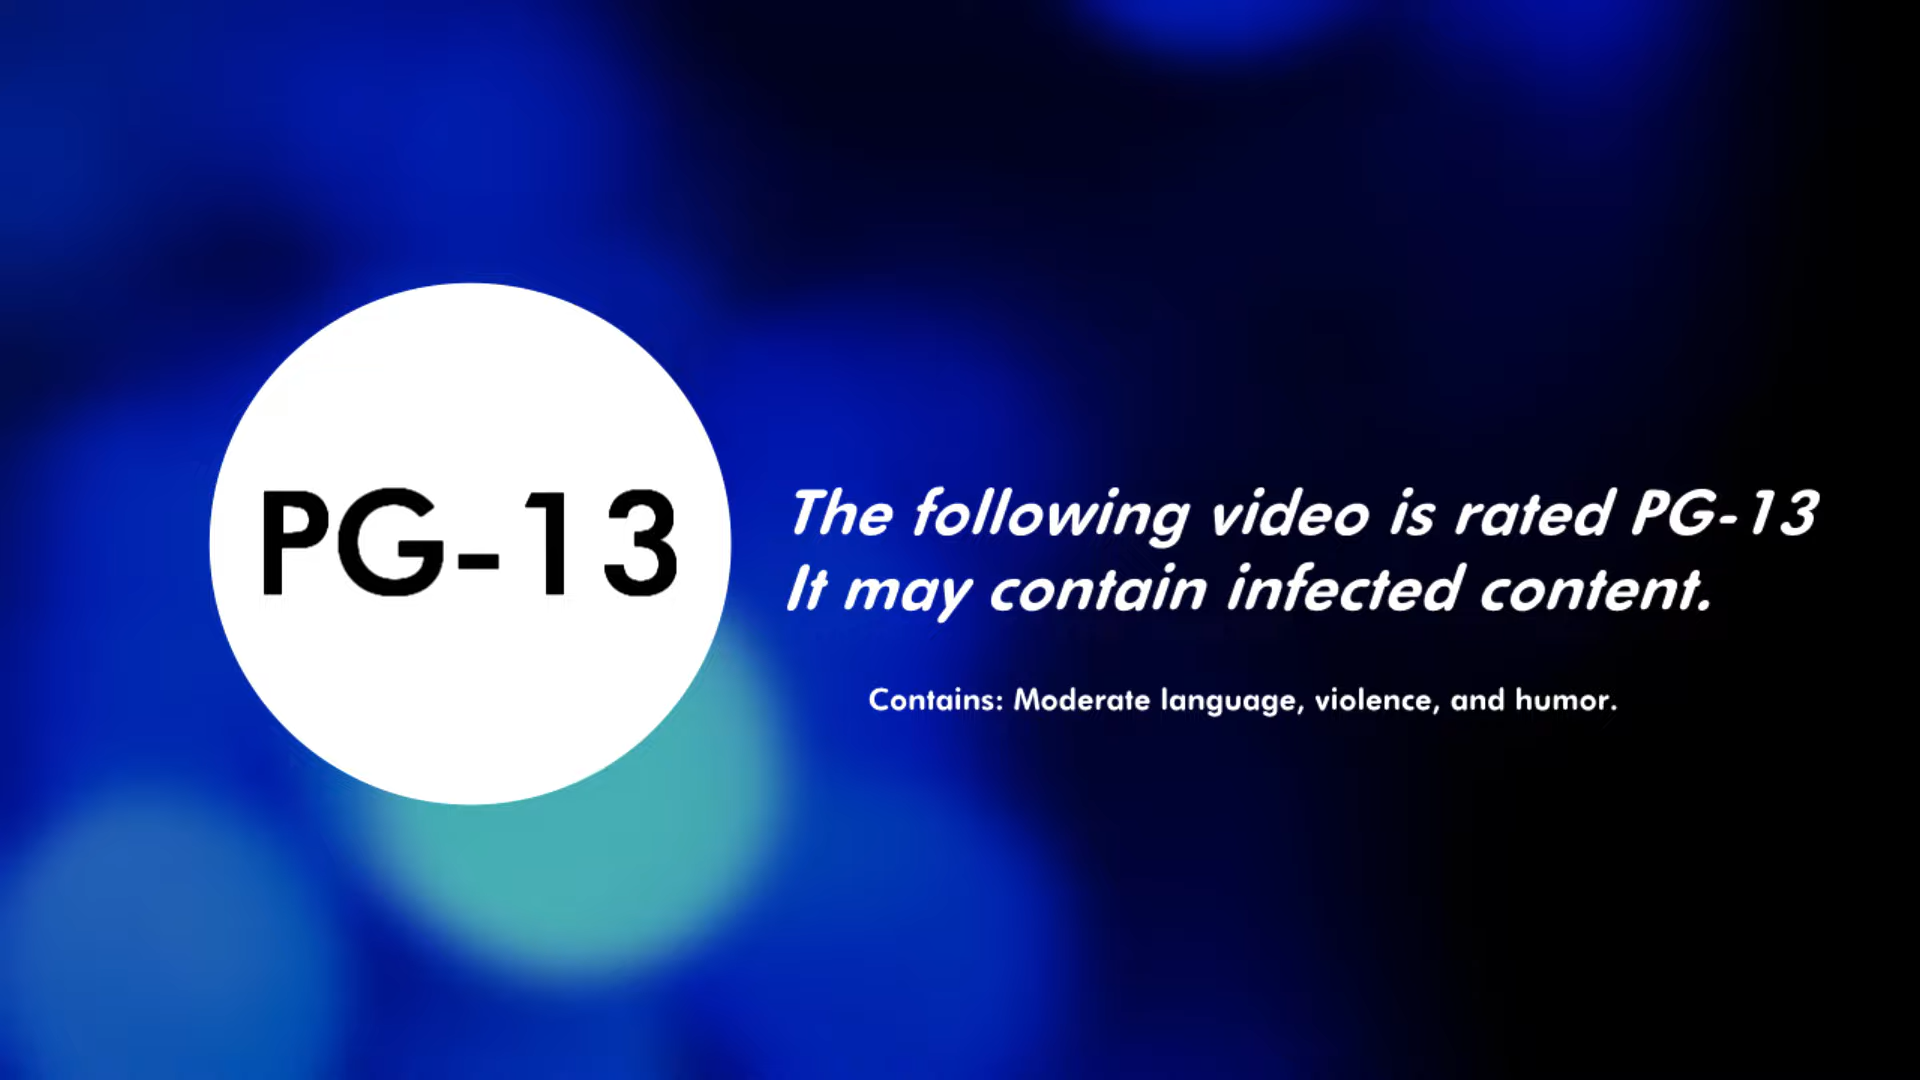 PG-13
The following video is rated PG-13
It may contain infected content.
Contains: Moderate language, violence, and humor.